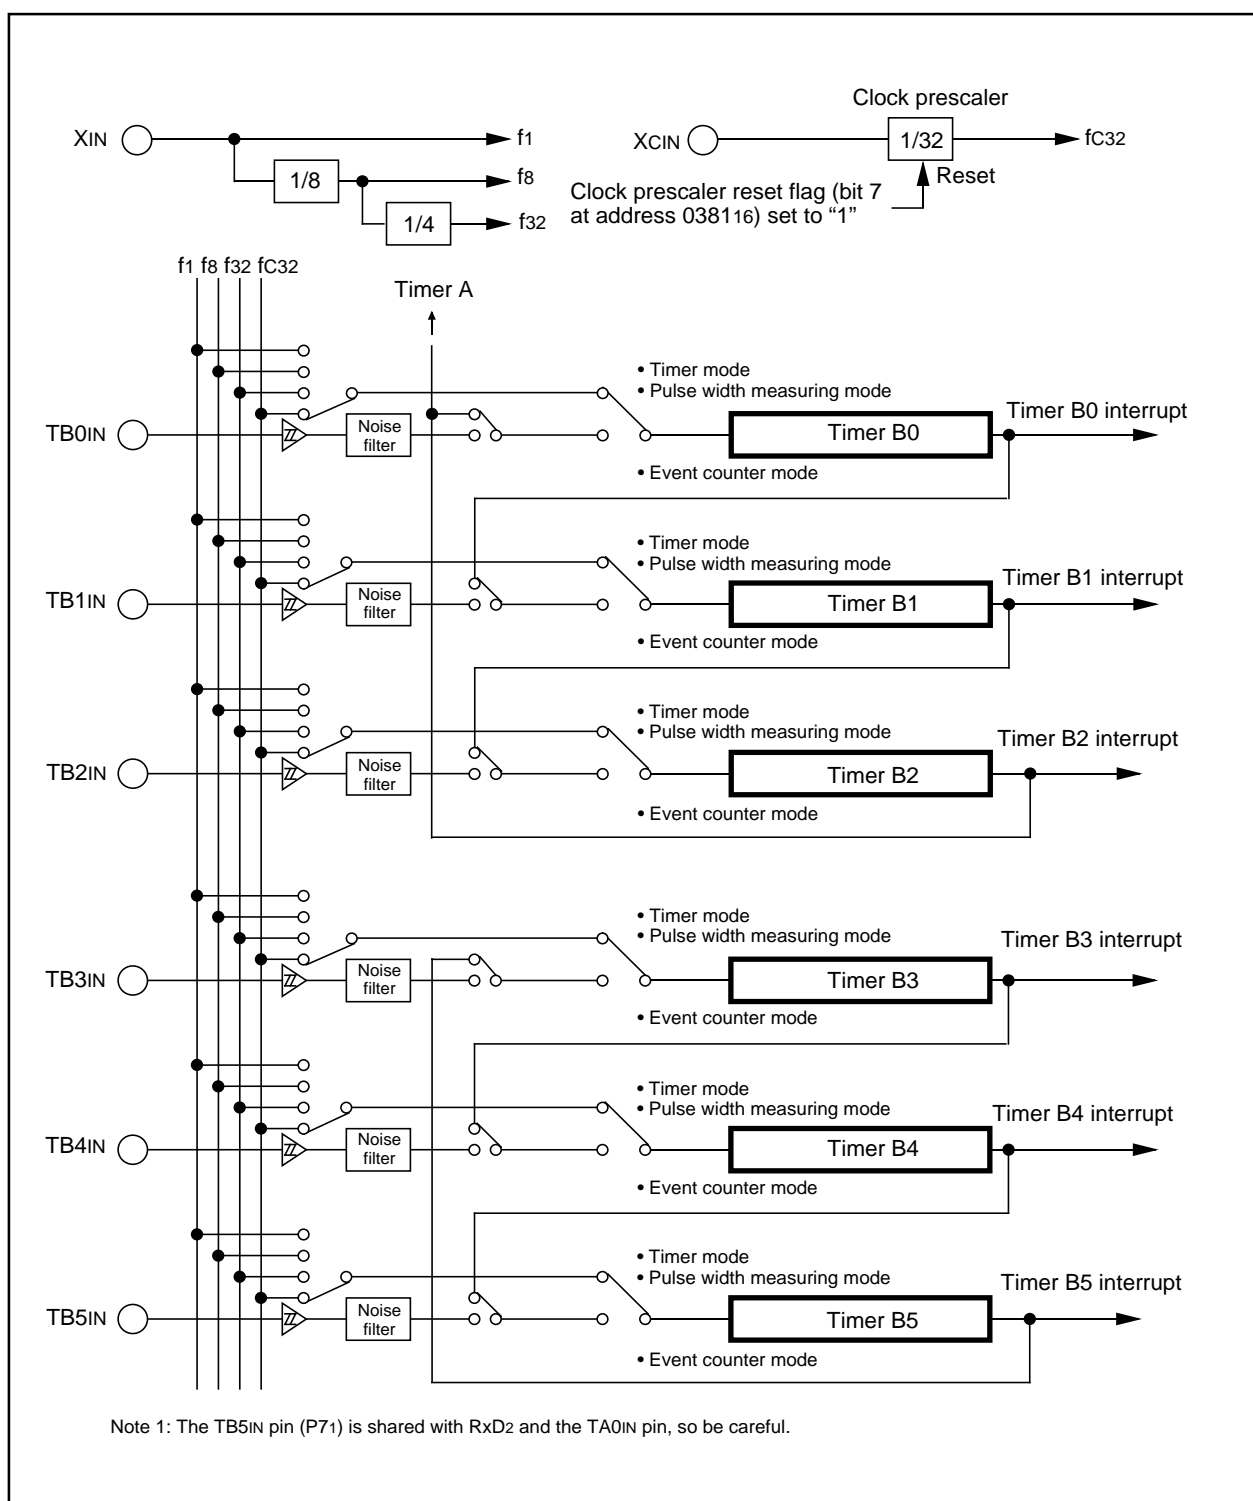 Clock prescaler
XIN
f1
XCIN
1/32
fC32
1/8
f8
Reset
Clock prescaler reset flag (bit 7
at address 038116) set to “1”
1/4
f32
f1 f8 f32 fC32
Timer A
• Timer mode
• Pulse width measuring mode
TB0IN
Noise
filter
Timer B0
Timer B0 interrupt
• Event counter mode
• Timer mode
• Pulse width measuring mode
TB1IN
Noise
filter
Timer B1
Timer B1 interrupt
• Event counter mode
• Timer mode
• Pulse width measuring mode
TB2IN
Noise
filter
Timer B2
Timer B2 interrupt
• Event counter mode
• Timer mode
• Pulse width measuring mode
TB3IN
Noise
filter
Timer B3
Timer B3 interrupt
• Event counter mode
• Timer mode
• Pulse width measuring mode
TB4IN
Noise
filter
Timer B4
Timer B4 interrupt
• Event counter mode
• Timer mode
• Pulse width measuring mode
TB5IN
Noise
filter
Timer B5
Timer B5 interrupt
• Event counter mode
Note 1: The TB5IN pin (P71) is shared with RxD2 and the TA0IN pin, so be careful.